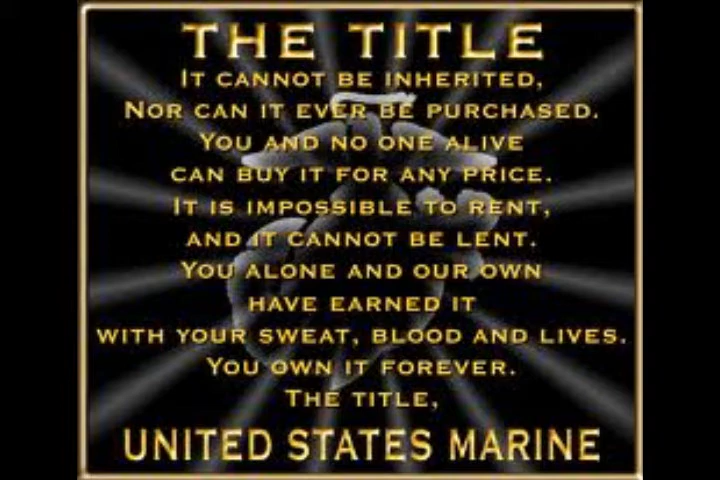 THE TITLE
IT CANNOT BE INHERITED,
NOR CAN IT EVER BE PURCHASED.
YOU AND NO ONE ALIVE
CAN BUY IT FOR ANY PRICE.
IT IS IMPOSSIBLE TO RENT,
AND IT CANNOT BE LENT.
YOU ALONE AND OUR OWN
HAVE EARNED IT
WITH YOUR SWEAT, BLOOD AND LIVES.
YOU OWN IT FOREVER.
THE TITLE,
UNITED STATES MARINE